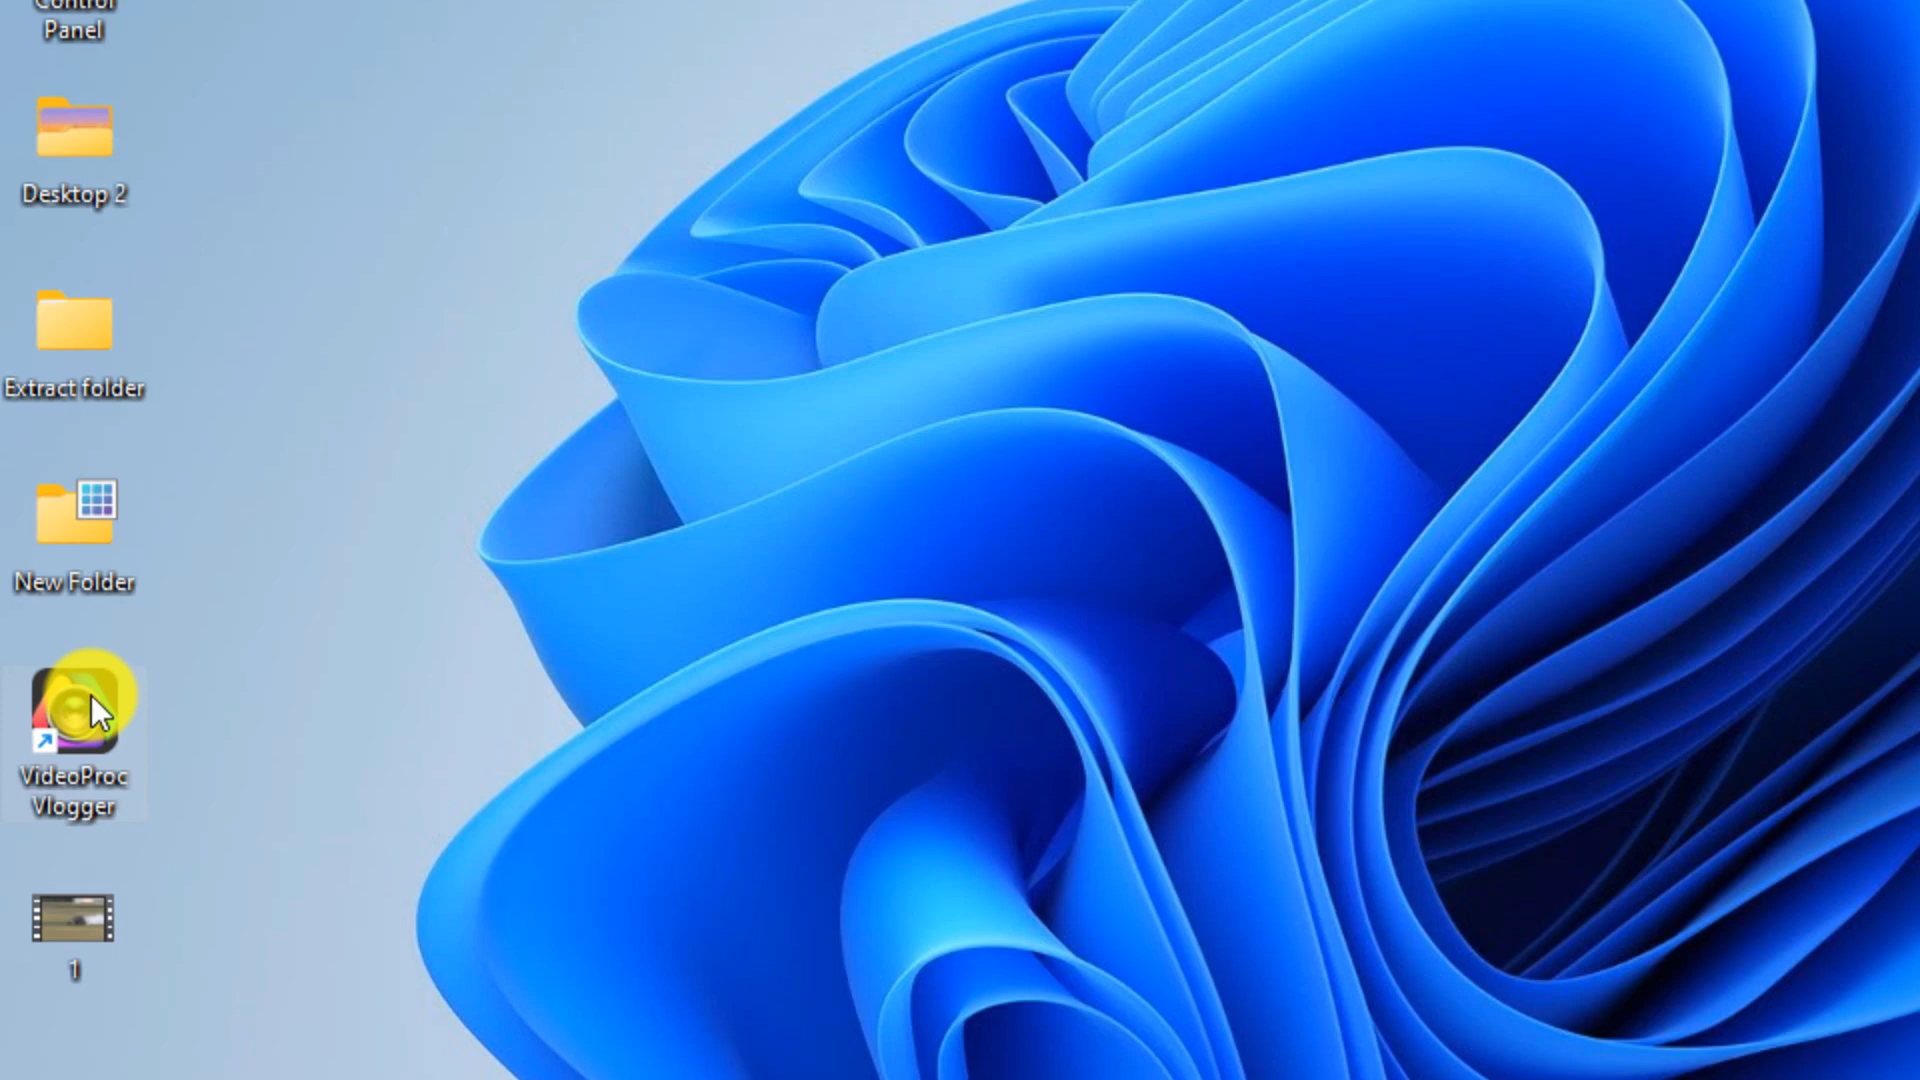 Control
Panel
Desktop 2
Extract folder
New Folder
VideoProc
Vlogger
1